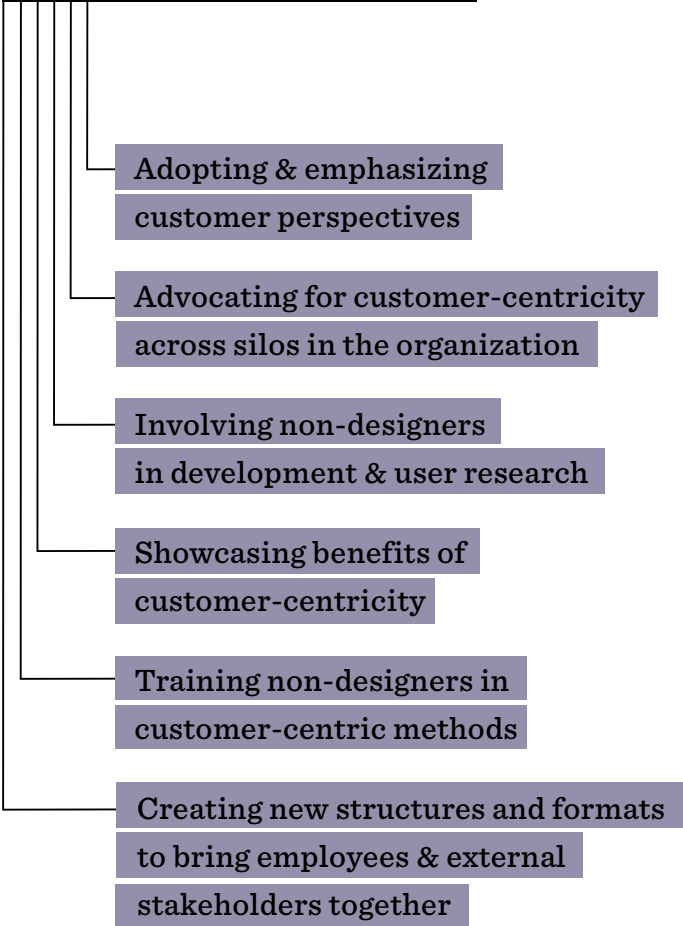 Adopting & emphasizing
customer perspectives
Advocating for customer-centricity
across silos in the organization
Involving non-designers
in development & user research
Showcasing benefits of
customer-centricity
Training non-designers in
customer-centric methods
Creating new structures and formats
to bring employees & external
stakeholders together